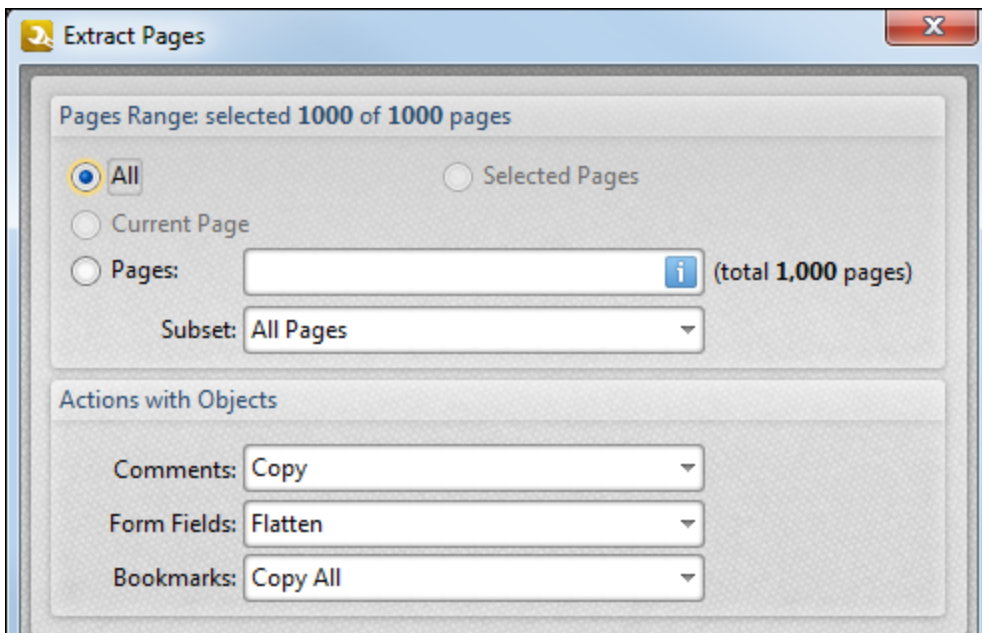 Extract Pages
Pages Range: selected 1000 of 1000 pages
All Selected Pages
Current Page
Pages: (total 1,000 pages)
Subset: All Pages
Actions with Objects
Comments: Copy
Form Fields: Flatten
Bookmarks: Copy All